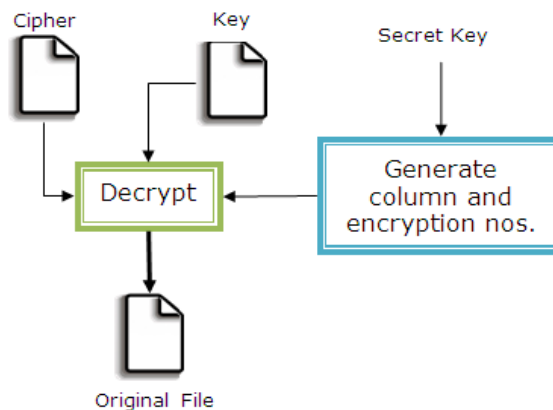 Cipher
Key
Secret Key
Decrypt
Generate
column and
encryption nos.
Original File